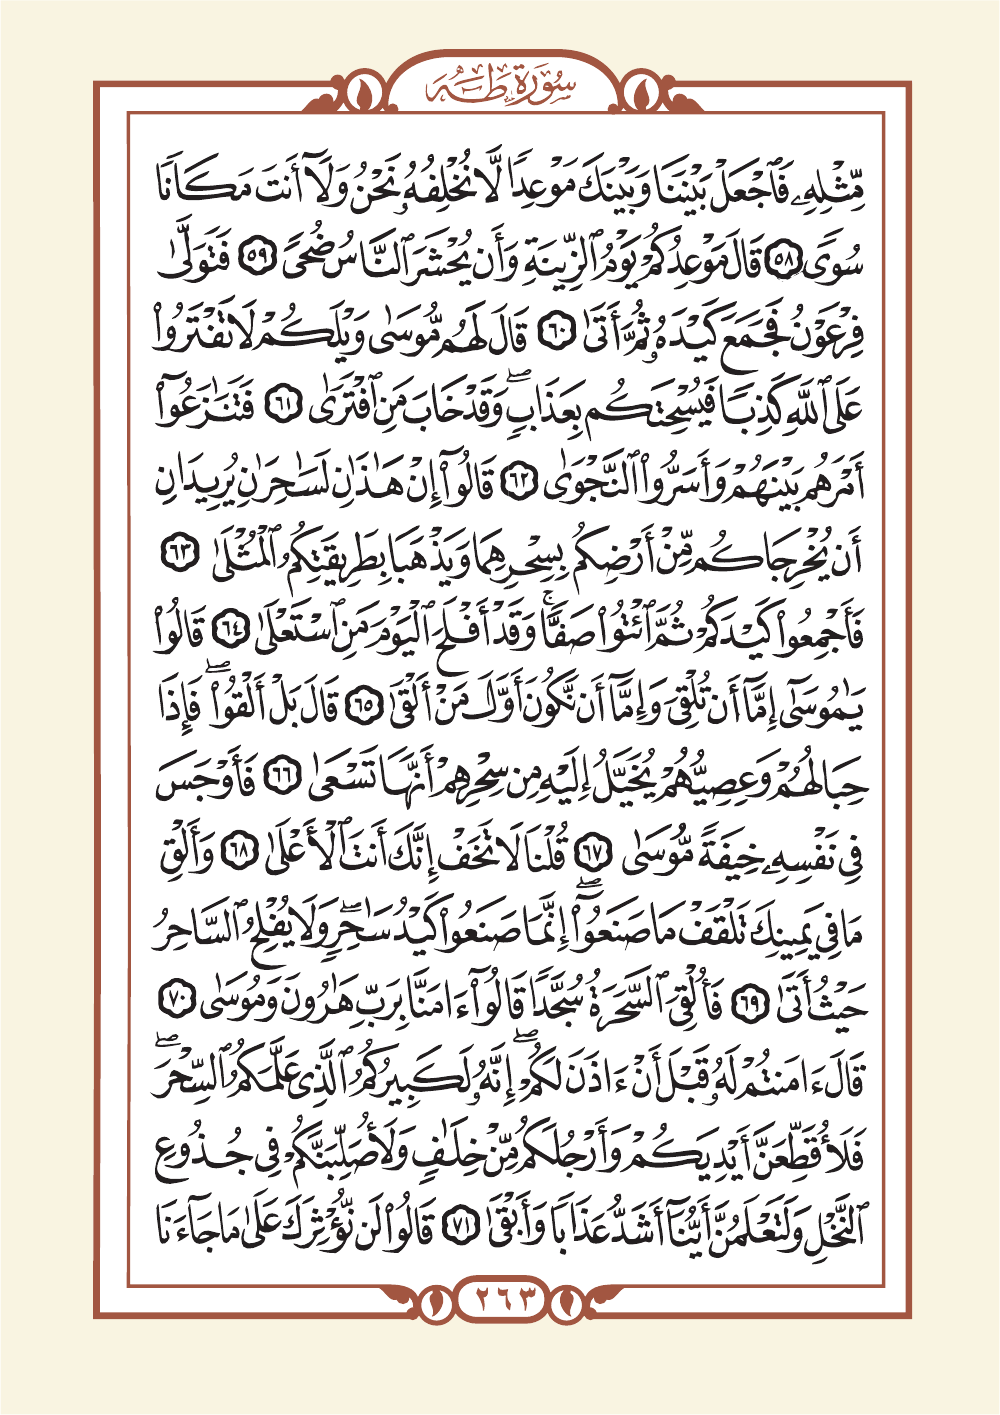 سُورَةُ طه
مِّثْلِهِۦ فَٱجْعَلْ بَيْنَنَا وَبَيْنَكَ مَوْعِدًا لَّا نُخْلِفُهُۥ نَحْنُ وَلَآ أَنتَ مَكَانًا
سُوًى ٥٨ قَالَ مَوْعِدُكُمْ يَوْمُ ٱلزِّينَةِ وَأَن يُحْشَرَ ٱلنَّاسُ ضُحًى ٥٩ فَتَوَلَّىٰ
فِرْعَوْنُ فَجَمَعَ كَيْدَهُۥ ثُمَّ أَتَىٰ ٦٠ قَالَ لَهُم مُّوسَىٰ وَيْلَكُمْ لَا تَفْتَرُوا۟
عَلَى ٱللَّهِ كَذِبًا فَيُسْحِتَكُم بِعَذَابٍۖ وَقَدْ خَابَ مَنِ ٱفْتَرَىٰ ٦١ فَتَنَٰزَعُوٓا۟
أَمْرَهُم بَيْنَهُمْ وَأَسَرُّوا۟ ٱلنَّجْوَىٰ ٦٢ قَالُوٓا۟ إِنْ هَٰذَٰنِ لَسَٰحِرَٰنِ يُرِيدَانِ
أَن يُخْرِجَاكُم مِّنْ أَرْضِكُم بِسِحْرِهِمَا وَيَذْهَبَا بِطَرِيقَتِكُمُ ٱلْمُثْلَىٰ ٦٣
فَأَجْمِعُوا۟ كَيْدَكُمْ ثُمَّ ٱئْتُوا۟ صَفًّاۚ وَقَدْ أَفْلَحَ ٱلْيَوْمَ مَنِ ٱسْتَعْلَىٰ ٦٤ قَالُوا۟
يَٰمُوسَىٰٓ إِمَّآ أَن تُلْقِىَ وَإِمَّآ أَن نَّكُونَ أَوَّلَ مَنْ أَلْقَىٰ ٦٥ قَالَ بَلْ أَلْقُوا۟ۖ فَإِذَا
حِبَالُهُمْ وَعِصِيُّهُمْ يُخَيَّلُ إِلَيْهِ مِن سِحْرِهِمْ أَنَّهَا تَسْعَىٰ ٦٦ فَأَوْجَسَ
فِى نَفْسِهِۦ خِيفَةً مُّوسَىٰ ٦٧ قُلْنَا لَا تَخَفْ إِنَّكَ أَنتَ ٱلْأَعْلَىٰ ٦٨ وَأَلْقِ
مَا فِى يَمِينِكَ تَلْقَفْ مَا صَنَعُوٓا۟ۖ إِنَّمَا صَنَعُوا۟ كَيْدُ سَٰحِرٍۖ وَلَا يُفْلِحُ ٱلسَّاحِرُ
حَيْثُ أَتَىٰ ٦٩ فَأُلْقِىَ ٱلسَّحَرَةُ سُجَّدًا قَالُوٓا۟ ءَامَنَّا بِرَبِّ هَٰرُونَ وَمُوسَىٰ ٧٠
قَالَ ءَامَنتُمْ لَهُۥ قَبْلَ أَنْ ءَاذَنَ لَكُمْۖ إِنَّهُۥ لَكَبِيرُكُمُ ٱلَّذِى عَلَّمَكُمُ ٱلسِّحْرَۖ
فَلَأُقَطِّعَنَّ أَيْدِيَكُمْ وَأَرْجُلَكُم مِّنْ خِلَٰفٍ وَلَأُصَلِّبَنَّكُمْ فِى جُذُوعِ
ٱلنَّخْلِ وَلَتَعْلَمُنَّ أَيُّنَآ أَشَدُّ عَذَابًا وَأَبْقَىٰ ٧١ قَالُوا۟ لَن نُّؤْثِرَكَ عَلَىٰ مَا جَآءَنَا
٢٦٣